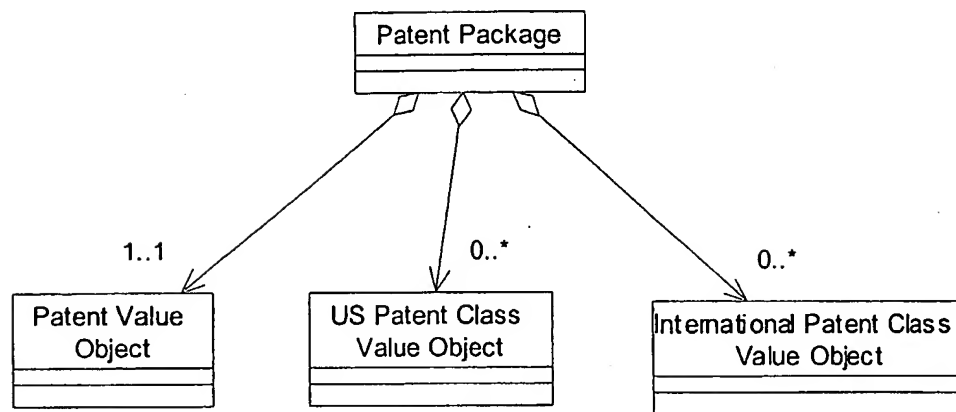 Patent Package
1..1
0..*
0..*
Patent Value
Object
US Patent Class
Value Object
International Patent Class
Value Object